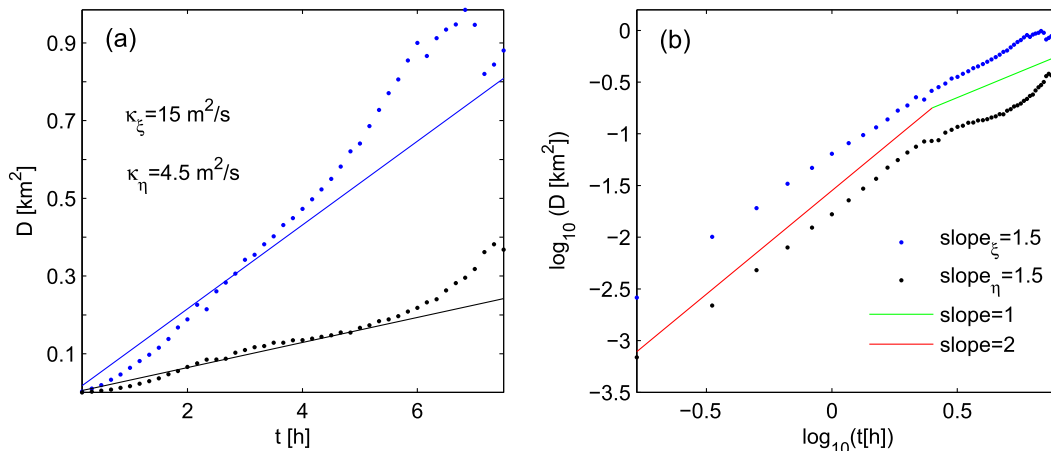 (a)
κξ=15 m²/s
κη=4.5 m²/s
D [km²]
0.9
0.7
0.5
0.3
0.1
2 4 6
t [h]
(b)
log₁₀(D [km²])
0
−0.5
−1
−1.5
−2
−2.5
−3
−3.5
slopeξ=1.5
slopeη=1.5
slope=1
slope=2
−0.5 0 0.5
log₁₀(t[h])